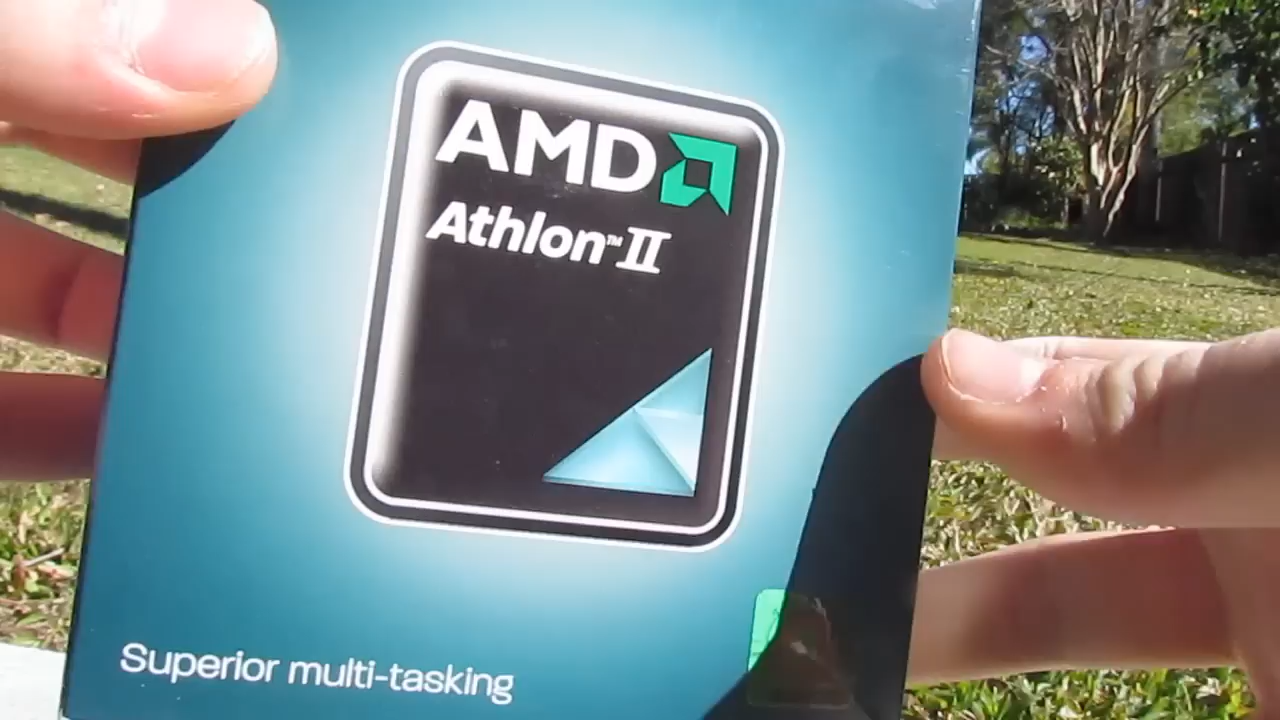 AMD
Athlon™ II
Superior multi-tasking